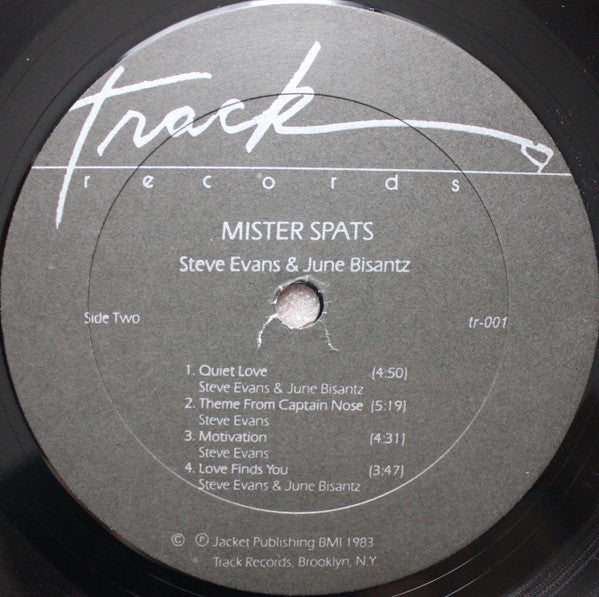 Track
records
MISTER SPATS
Steve Evans & June Bisantz
Side Two
tr-001
1. Quiet Love (4:50)
Steve Evans & June Bisantz
2. Theme From Captain Nose (5:19)
Steve Evans
3. Motivation (4:31)
Steve Evans
4. Love Finds You (3:47)
Steve Evans & June Bisantz
© ℗ Jacket Publishing BMI 1983
Track Records, Brooklyn, N.Y.